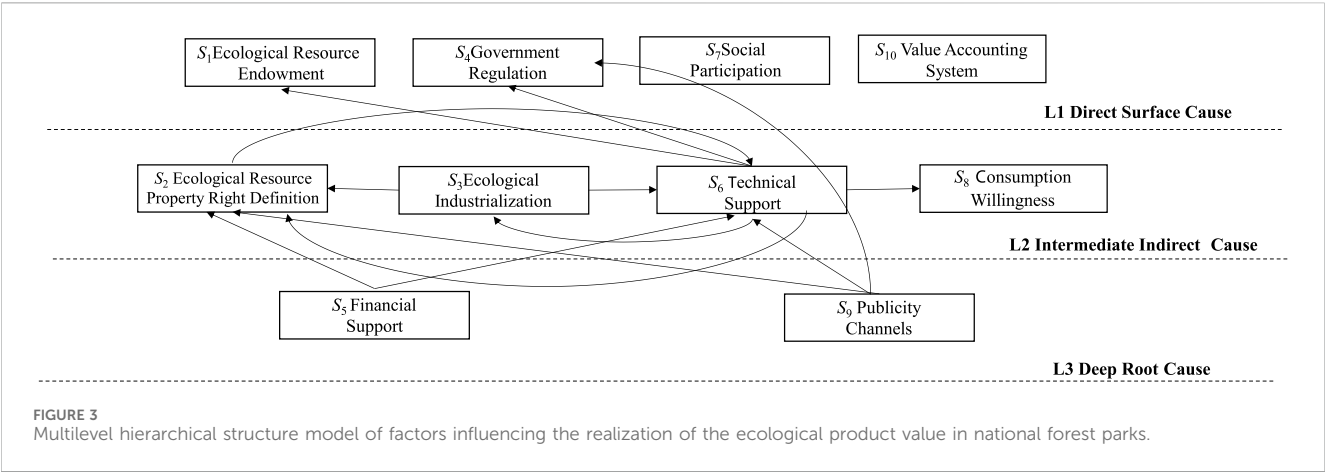 S1Ecological Resource
Endowment
S4Government
Regulation
S7Social
Participation
S10 Value Accounting
System
L1 Direct Surface Cause
S2 Ecological Resource
Property Right Definition
S3Ecological
Industrialization
S6 Technical
Support
S8 Consumption
Willingness
L2 Intermediate Indirect Cause
S5 Financial
Support
S9 Publicity
Channels
L3 Deep Root Cause
FIGURE 3
Multilevel hierarchical structure model of factors influencing the realization of the ecological product value in national forest parks.